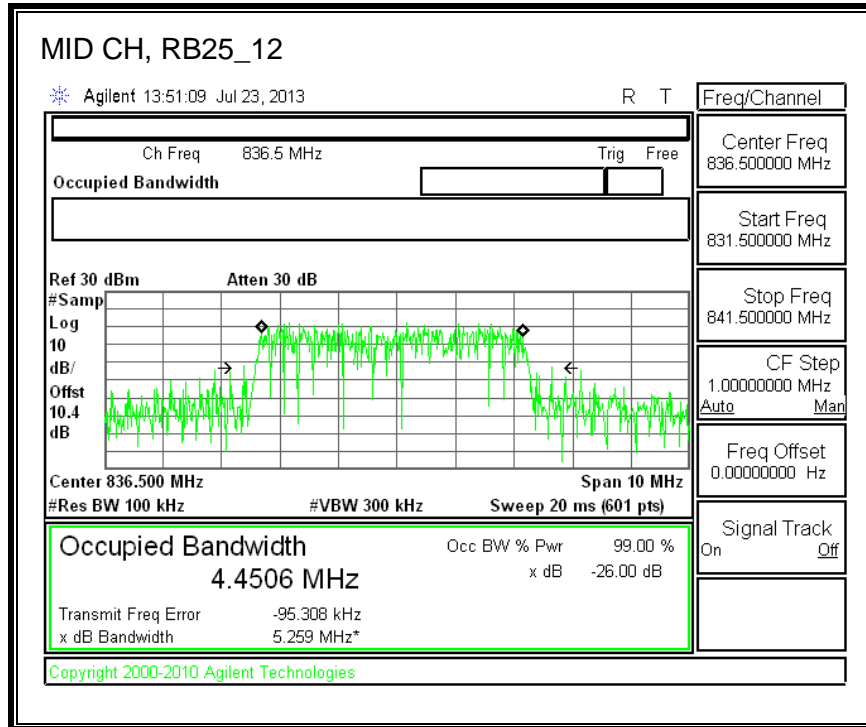 MID CH, RB25_12
Agilent 13:51:09 Jul 23, 2013 R T
Freq/Channel
Ch Freq 836.5 MHz Trig Free
Occupied Bandwidth
Center Freq
836.500000 MHz
Start Freq
831.500000 MHz
Stop Freq
841.500000 MHz
CF Step
1.00000000 MHz
Auto Man
Freq Offset
0.00000000 Hz
Signal Track
On Off
Ref 30 dBm Atten 30 dB
#Samp
Log
10
dB/
Offst
10.4
dB
Center 836.500 MHz Span 10 MHz
#Res BW 100 kHz #VBW 300 kHz Sweep 20 ms (601 pts)
Occupied Bandwidth Occ BW % Pwr 99.00 %
4.4506 MHz x dB -26.00 dB
Transmit Freq Error -95.308 kHz
x dB Bandwidth 5.259 MHz*
Copyright 2000-2010 Agilent Technologies